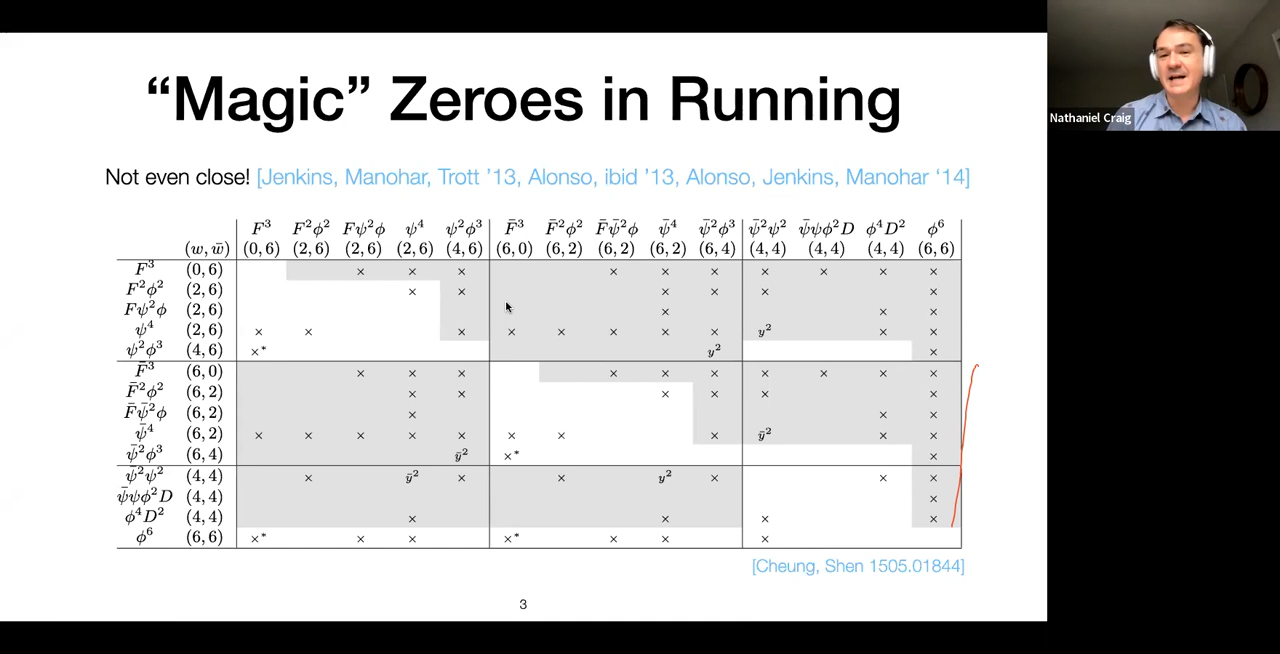 “Magic” Zeroes in Running
Nathaniel Craig
Not even close! [Jenkins, Manohar, Trott ’13, Alonso, ibid ’13, Alonso, Jenkins, Manohar ‘14]
F³ F²φ² Fψ²φ ψ⁴ ψ²φ³ F̄³ F̄²φ² F̄ψ̄²φ ψ̄⁴ ψ̄²φ³ ψ̄²ψ² ψ̄ψφ²D φ⁴D² φ⁶
(w, w̄) (0, 6) (2, 6) (2, 6) (2, 6) (4, 6) (6, 0) (6, 2) (6, 2) (6, 2) (6, 4) (4, 4) (4, 4) (4, 4) (6, 6)
F³ (0, 6) × × × × × × × × × ×
F²φ² (2, 6) × × × × × ×
Fψ²φ (2, 6) × × ×
ψ⁴ (2, 6) × × × × × × × × y² × ×
ψ²φ³ (4, 6) ×* y² ×
F̄³ (6, 0) × × × × × × × × × ×
F̄²φ² (6, 2) × × × × × ×
F̄ψ̄²φ (6, 2) × × ×
ψ̄⁴ (6, 2) × × × × × × × × ȳ² × ×
ψ̄²φ³ (6, 4) ȳ² ×* ×
ψ̄²ψ² (4, 4) × ȳ² × × y² × × ×
ψ̄ψφ²D (4, 4) ×
φ⁴D² (4, 4) × × × ×
φ⁶ (6, 6) ×* × × ×* × × ×
[Cheung, Shen 1505.01844]
3